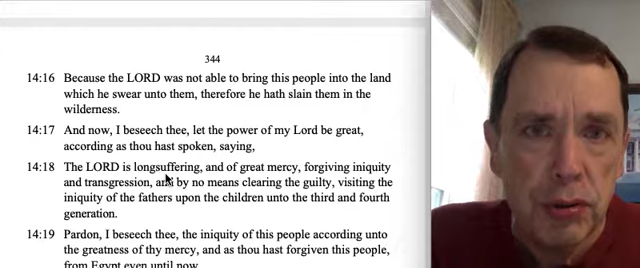 344
14:16 Because the LORD was not able to bring this people into the land
which he swear unto them, therefore he hath slain them in the
wilderness.
14:17 And now, I beseech thee, let the power of my Lord be great,
according as thou hast spoken, saying,
14:18 The LORD is longsuffering, and of great mercy, forgiving iniquity
and transgression, and by no means clearing the guilty, visiting the
iniquity of the fathers upon the children unto the third and fourth
generation.
14:19 Pardon, I beseech thee, the iniquity of this people according unto
the greatness of thy mercy, and as thou hast forgiven this people,
from Egypt even until now